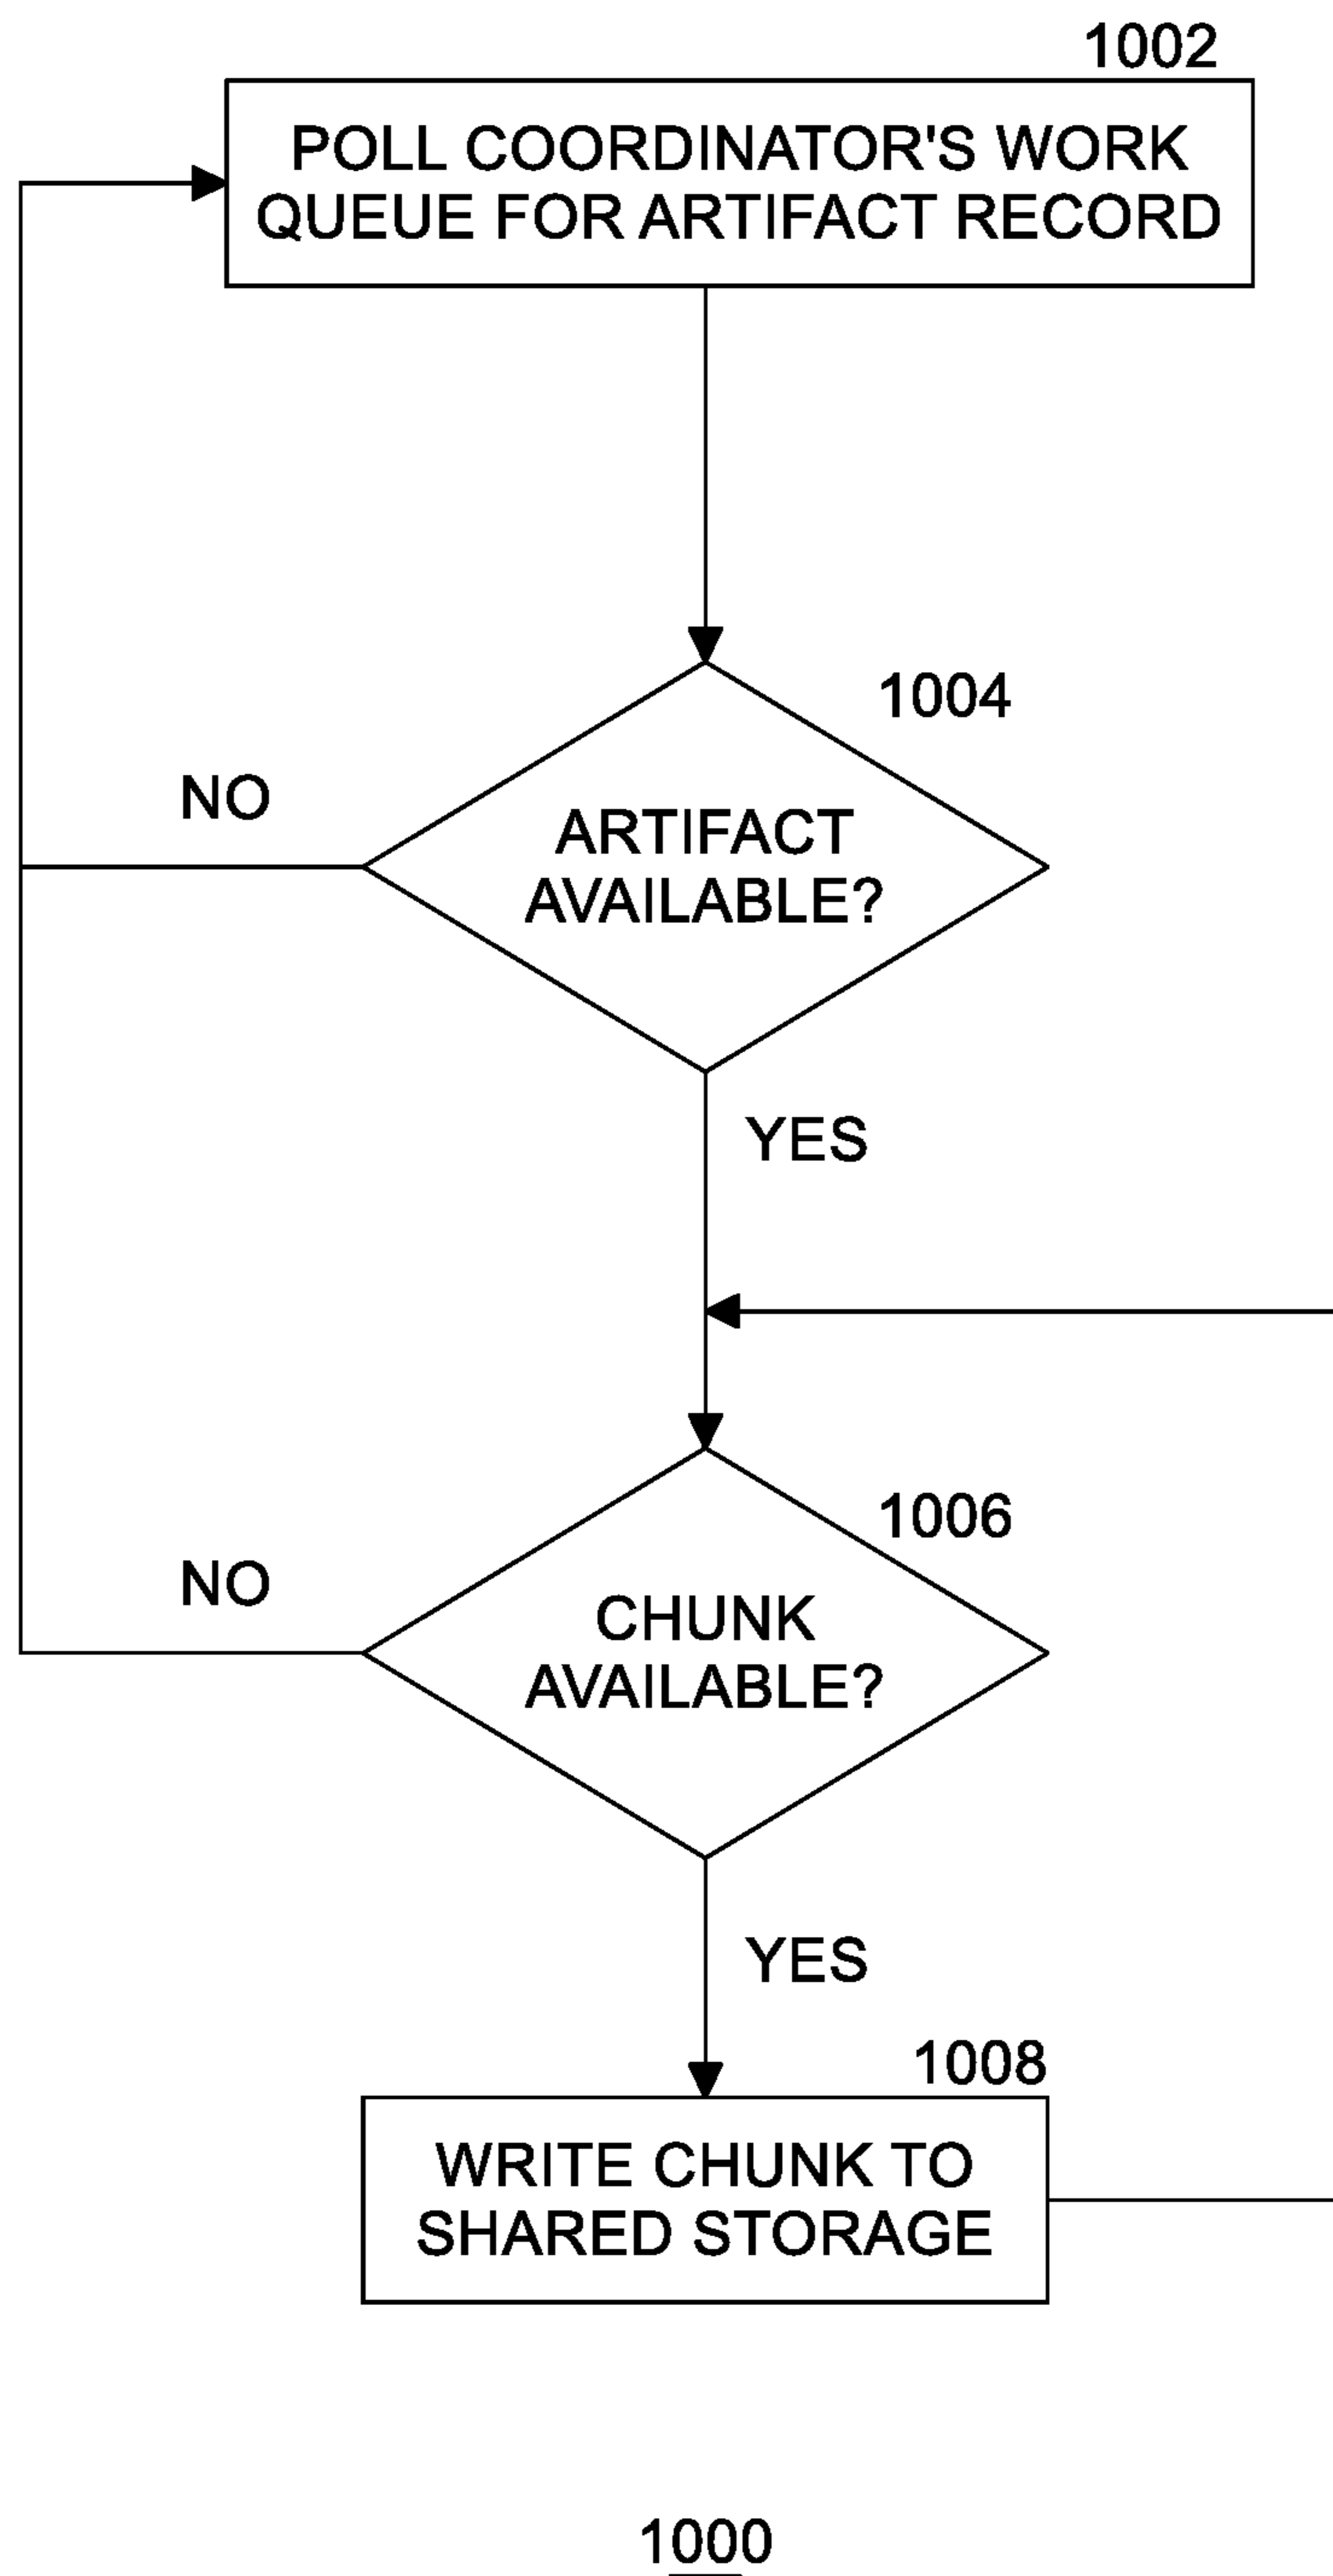 1002
POLL COORDINATOR'S WORK
QUEUE FOR ARTIFACT RECORD
1004
NO
ARTIFACT
AVAILABLE?
YES
1006
NO
CHUNK
AVAILABLE?
YES
1008
WRITE CHUNK TO
SHARED STORAGE
1000